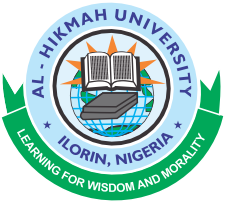 AL-HIKMAH UNIVERSITY
ILORIN, NIGERIA
LEARNING FOR WISDOM AND MORALITY